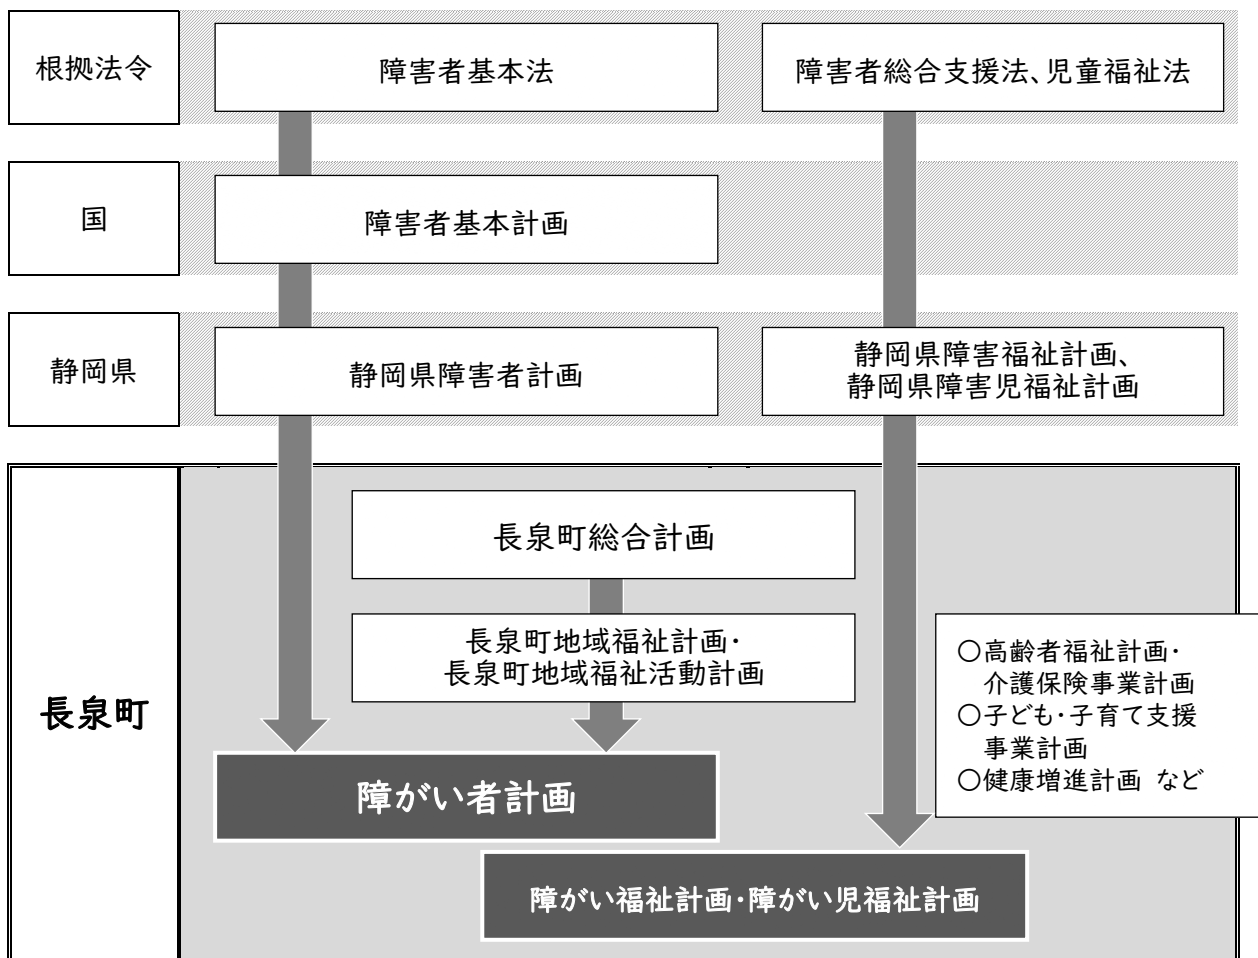 根拠法令
障害者基本法
障害者総合支援法、児童福祉法
国
障害者基本計画
静岡県
静岡県障害者計画
静岡県障害福祉計画、
静岡県障害児福祉計画
長泉町
長泉町総合計画
長泉町地域福祉計画・
長泉町地域福祉活動計画
○高齢者福祉計画・
介護保険事業計画
○子ども・子育て支援
事業計画
○健康増進計画 など
障がい者計画
障がい福祉計画・障がい児福祉計画